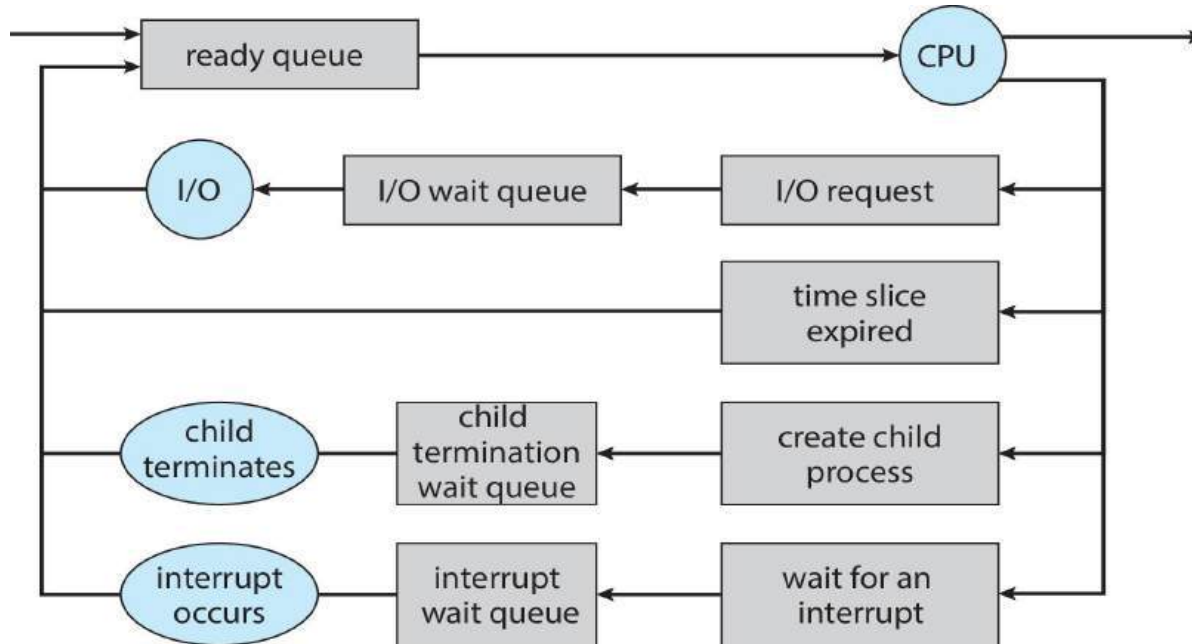 ready queue
CPU
I/O
I/O wait queue
I/O request
time slice
expired
child
terminates
child
termination
wait queue
create child
process
interrupt
occurs
interrupt
wait queue
wait for an
interrupt